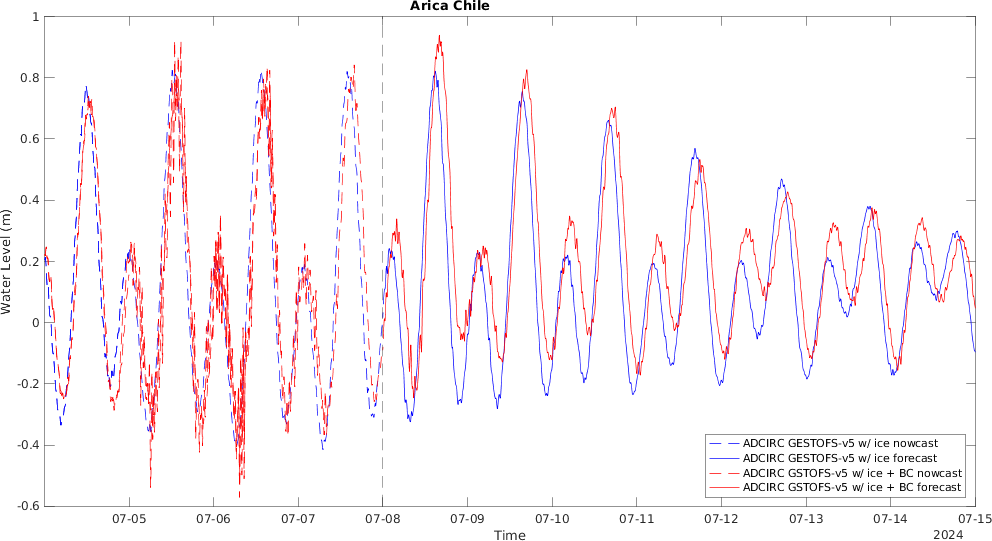 Arica Chile
Water Level (m)
1
0.8
0.6
0.4
0.2
0
-0.2
-0.4
-0.6
ADCIRC GESTOFS-v5 w/ ice nowcast
ADCIRC GESTOFS-v5 w/ ice forecast
ADCIRC GSTOFS-v5 w/ ice + BC nowcast
ADCIRC GSTOFS-v5 w/ ice + BC forecast
07-05 07-06 07-07 07-08 07-09 07-10 07-11 07-12 07-13 07-14 07-15
Time
2024